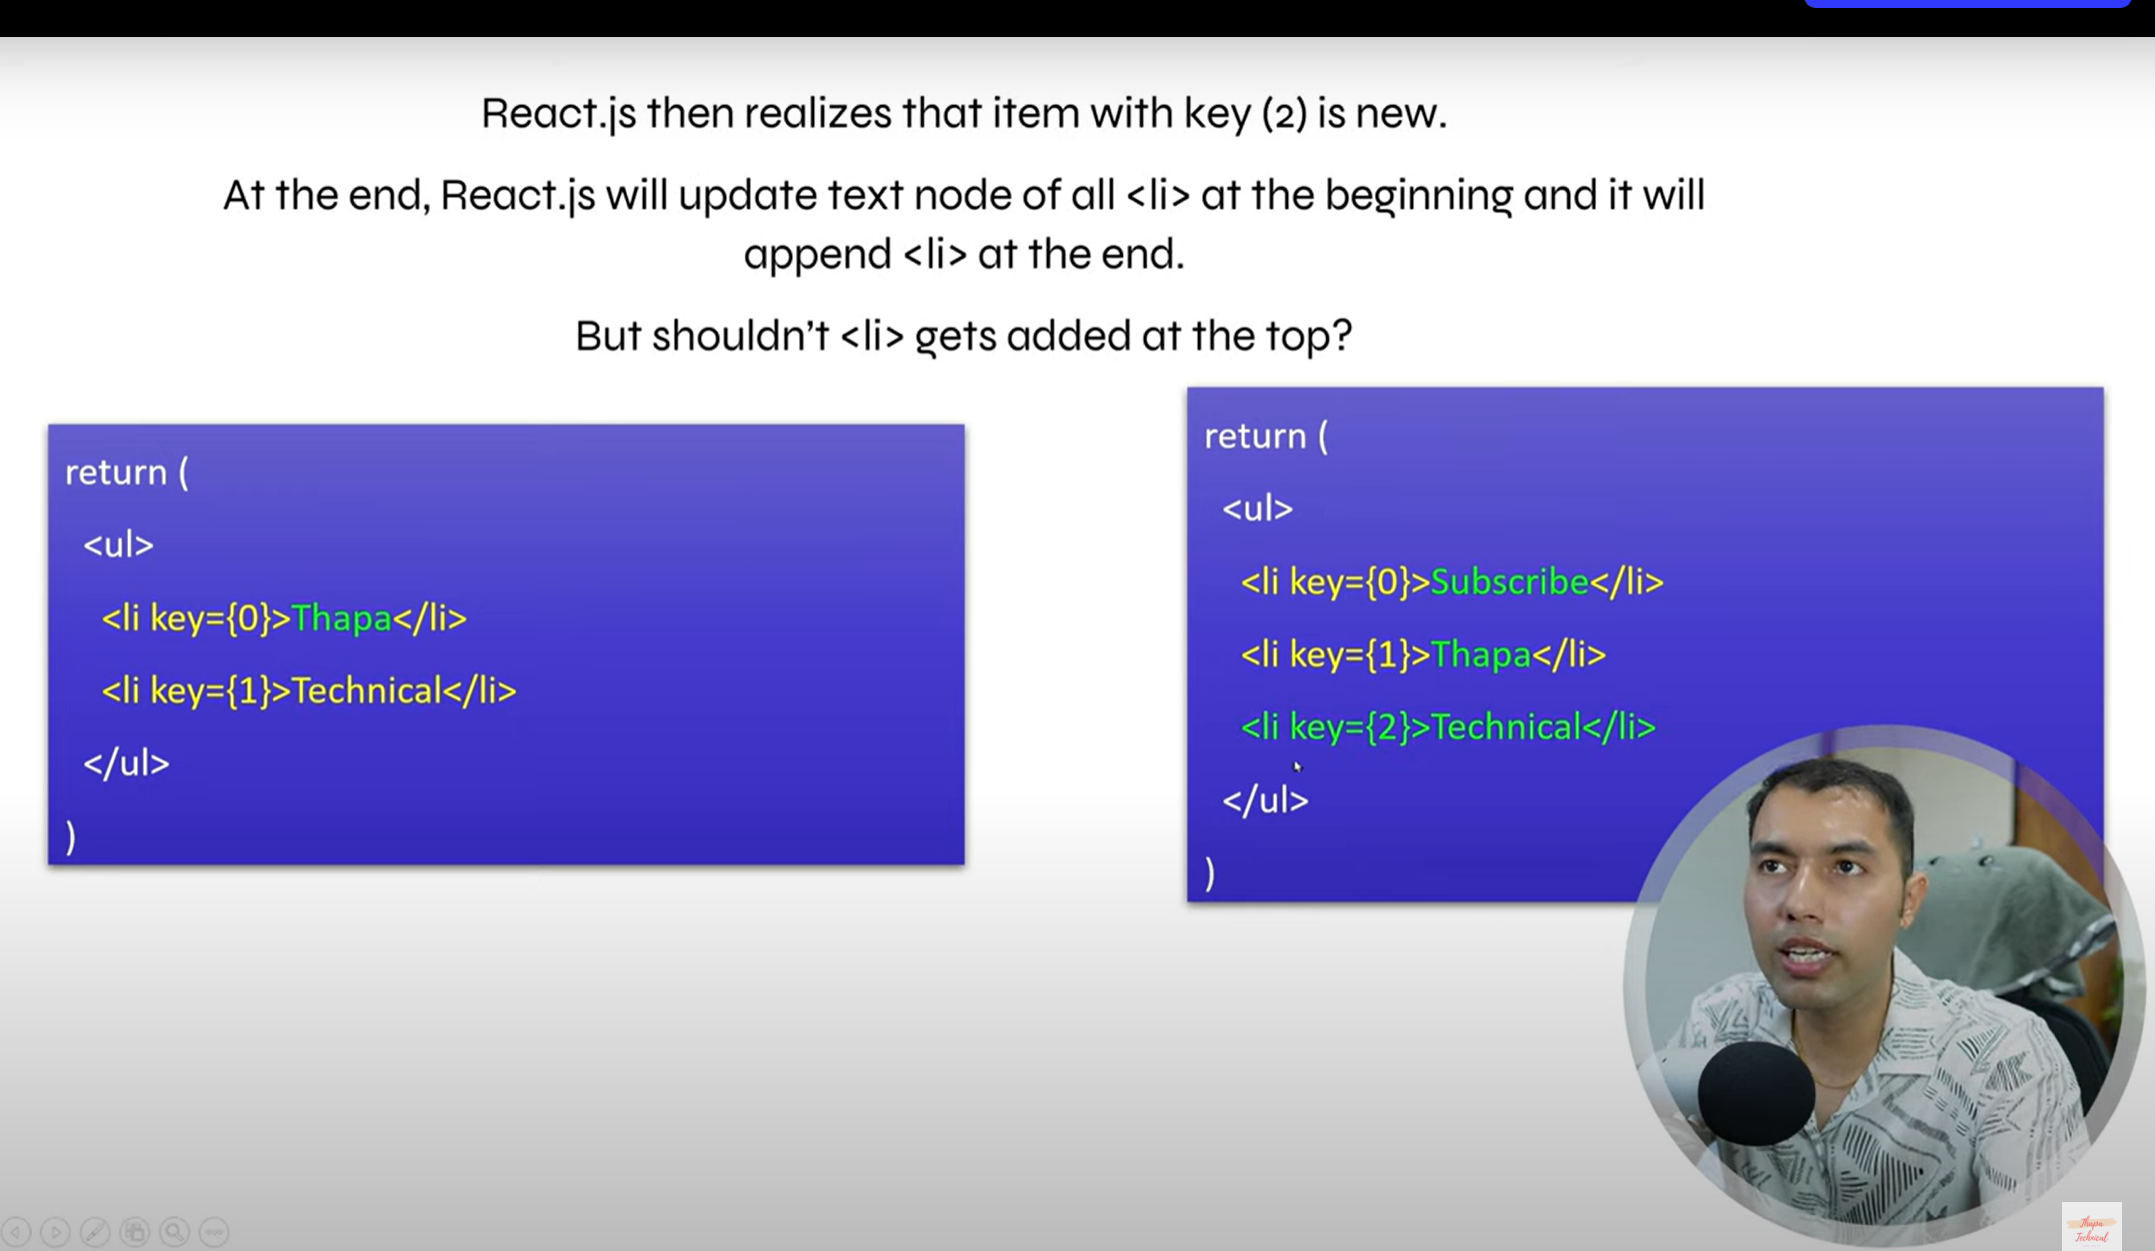 React.js then realizes that item with key (2) is new.
At the end, React.js will update text node of all <li> at the beginning and it will
append <li> at the end.
But shouldn't <li> gets added at the top?
return (
<ul>
<li key={0}>Thapa</li>
<li key={1}>Technical</li>
</ul>
)
return (
<ul>
<li key={0}>Subscribe</li>
<li key={1}>Thapa</li>
<li key={2}>Technical</li>
</ul>
)
Thapa
Technical